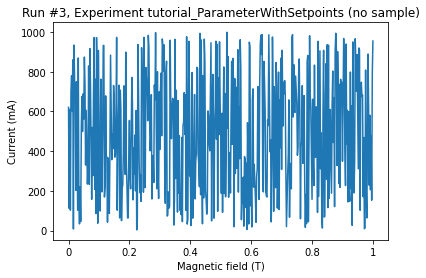 Run #3, Experiment tutorial_ParameterWithSetpoints (no sample)
1000
800
600
400
200
0
Current (mA)
0 0.2 0.4 0.6 0.8 1
Magnetic field (T)